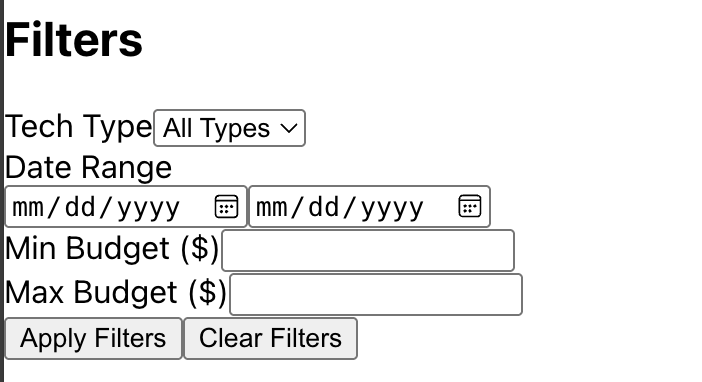 Filters
Tech Type All Types
Date Range
mm/dd/yyyy mm/dd/yyyy
Min Budget ($)
Max Budget ($)
Apply Filters Clear Filters